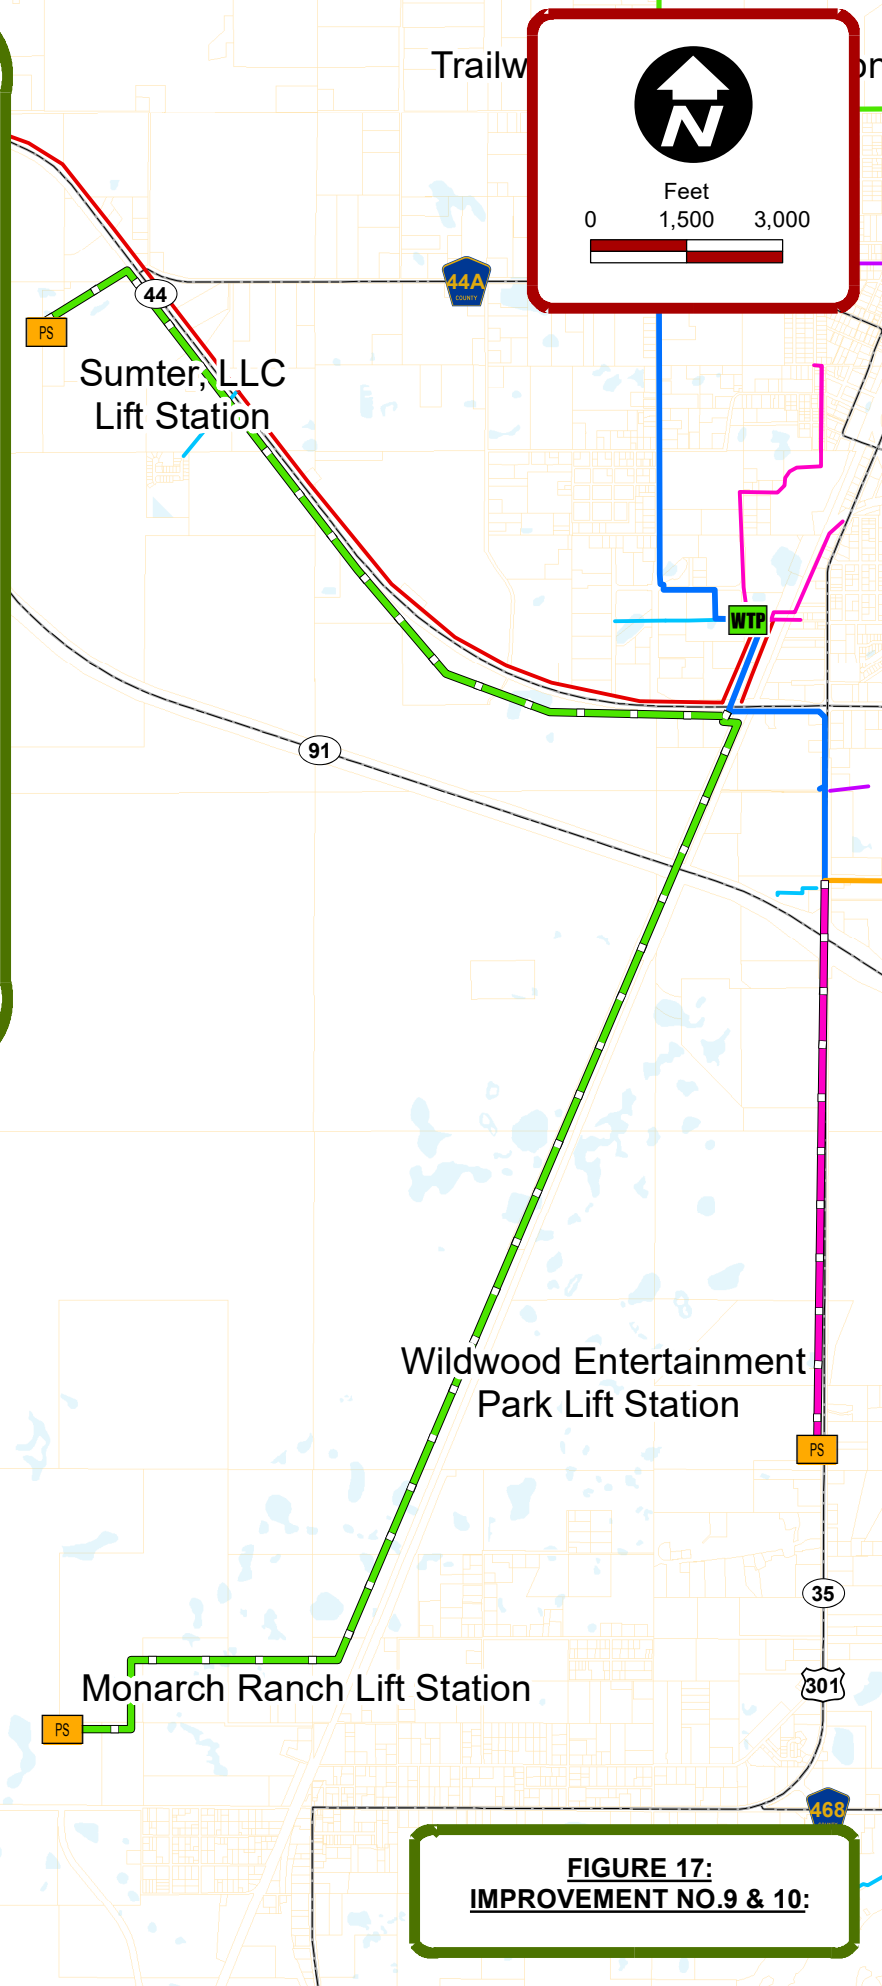 Trailw
N
Feet
0 1,500 3,000
44A
COUNTY
44
PS
Sumter, LLC
Lift Station
WTP
91
Wildwood Entertainment
Park Lift Station
PS
35
Monarch Ranch Lift Station
301
PS
468
FIGURE 17:
IMPROVEMENT NO.9 & 10: